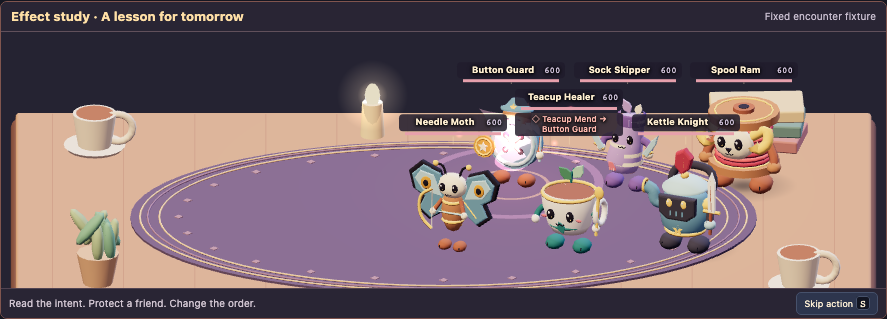 Effect study · A lesson for tomorrow
Fixed encounter fixture
Button Guard 600
Sock Skipper 600
Spool Ram 600
Teacup Healer 600
Needle Moth 600
◇ Teacup Mend →
Button Guard
Kettle Knight 600
Read the intent. Protect a friend. Change the order.
Skip action S